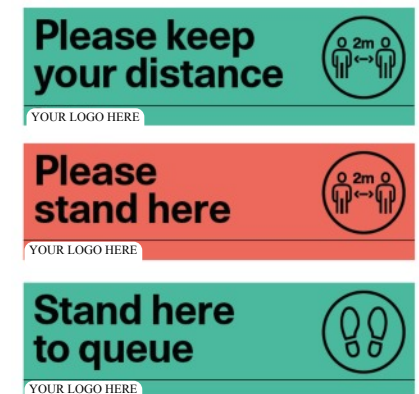 Please keep
your distance
2m
YOUR LOGO HERE
Please
stand here
2m
YOUR LOGO HERE
Stand here
to queue
YOUR LOGO HERE